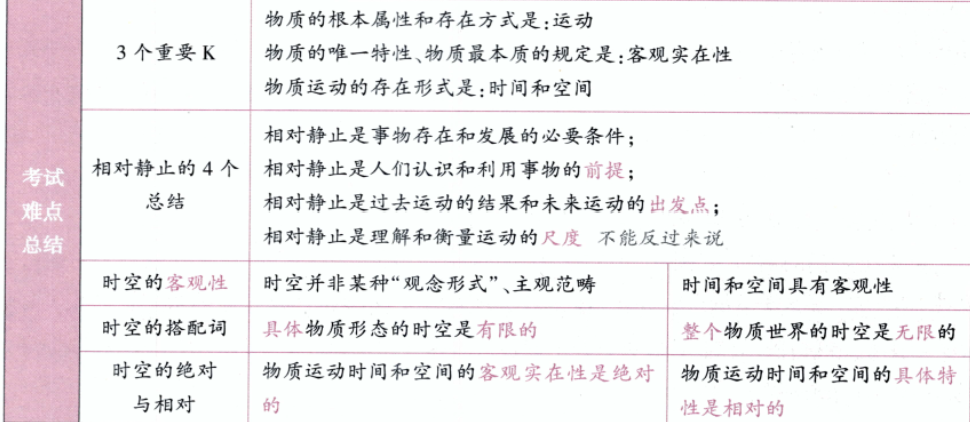 考试
难点
总结
3 个重要 K
物质的根本属性和存在方式是:运动
物质的唯一特性、物质最本质的规定是:客观实在性
物质运动的存在形式是:时间和空间
相对静止的 4 个
总结
相对静止是事物存在和发展的必要条件;
相对静止是人们认识和利用事物的前提;
相对静止是过去运动的结果和未来运动的出发点;
相对静止是理解和衡量运动的尺度 不能反过来说
时空的客观性
时空并非某种“观念形式”、主观范畴
时间和空间具有客观性
时空的搭配词
具体物质形态的时空是有限的
整个物质世界的时空是无限的
时空的绝对
与相对
物质运动时间和空间的客观实在性是绝对
的
物质运动时间和空间的具体特
性是相对的